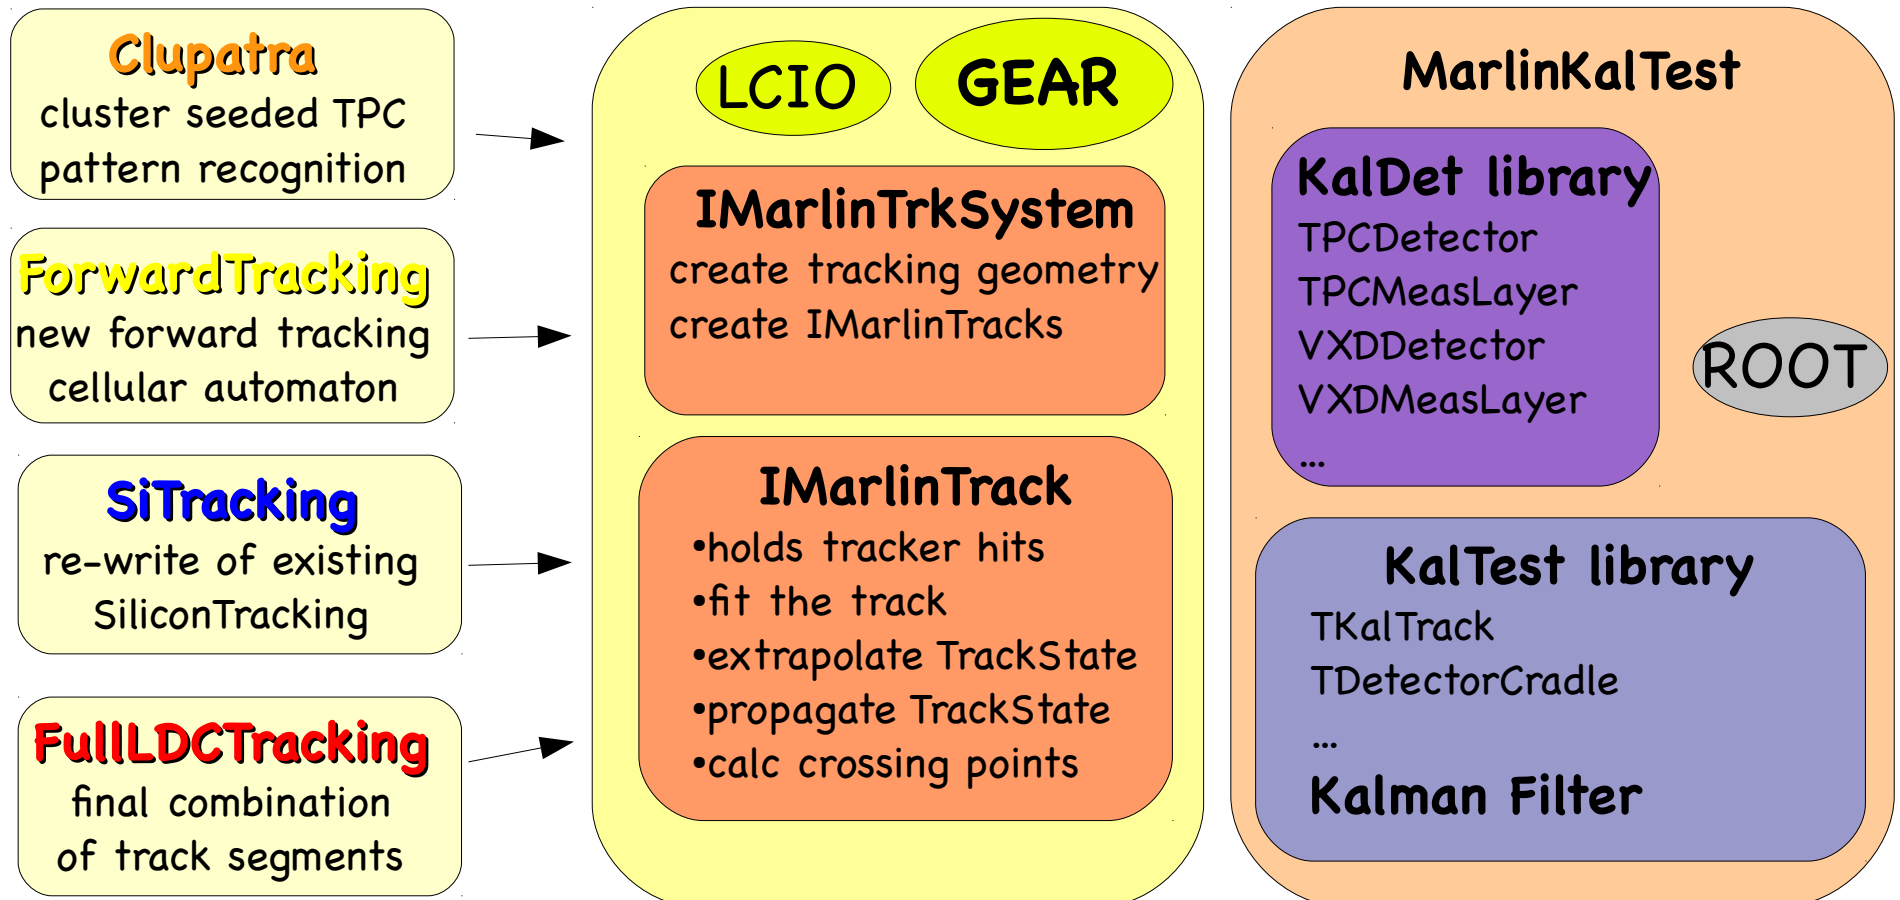 Clupatra
cluster seeded TPC
pattern recognition
ForwardTracking
new forward tracking
cellular automaton
SiTracking
re-write of existing
SiliconTracking
FullLDCTracking
final combination
of track segments
LCIO
GEAR
IMarlinTrkSystem
create tracking geometry
create IMarlinTracks
IMarlinTrack
•holds tracker hits
•fit the track
•extrapolate TrackState
•propagate TrackState
•calc crossing points
MarlinKalTest
KalDet library
TPCDetector
TPCMeasLayer
VXDDetector
VXDMeasLayer
...
ROOT
KalTest library
TKalTrack
TDetectorCradle
...
Kalman Filter